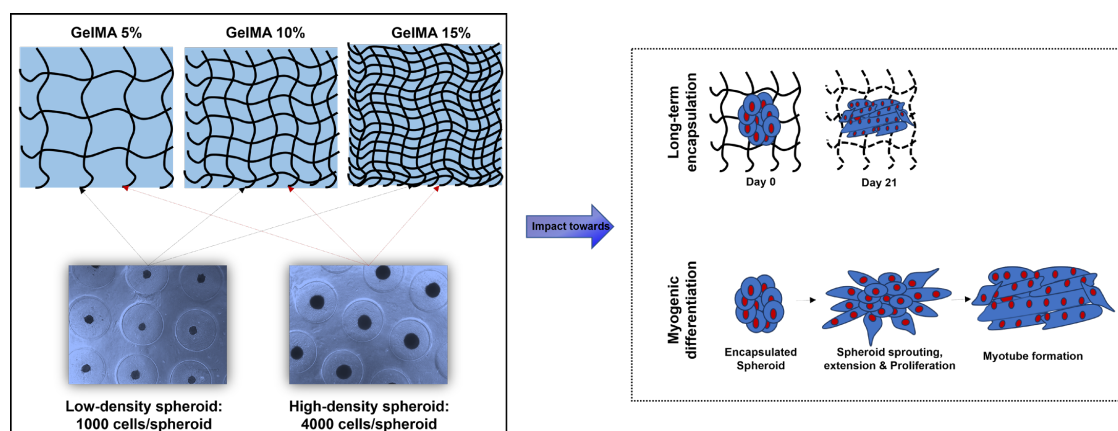 GelMA 5%
GelMA 10%
GelMA 15%
Low-density spheroid:
1000 cells/spheroid
High-density spheroid:
4000 cells/spheroid
Impact towards
Long-term
encapsulation
Day 0
Day 21
Myogenic
differentiation
Encapsulated
Spheroid
Spheroid sprouting,
extension & Proliferation
Myotube formation